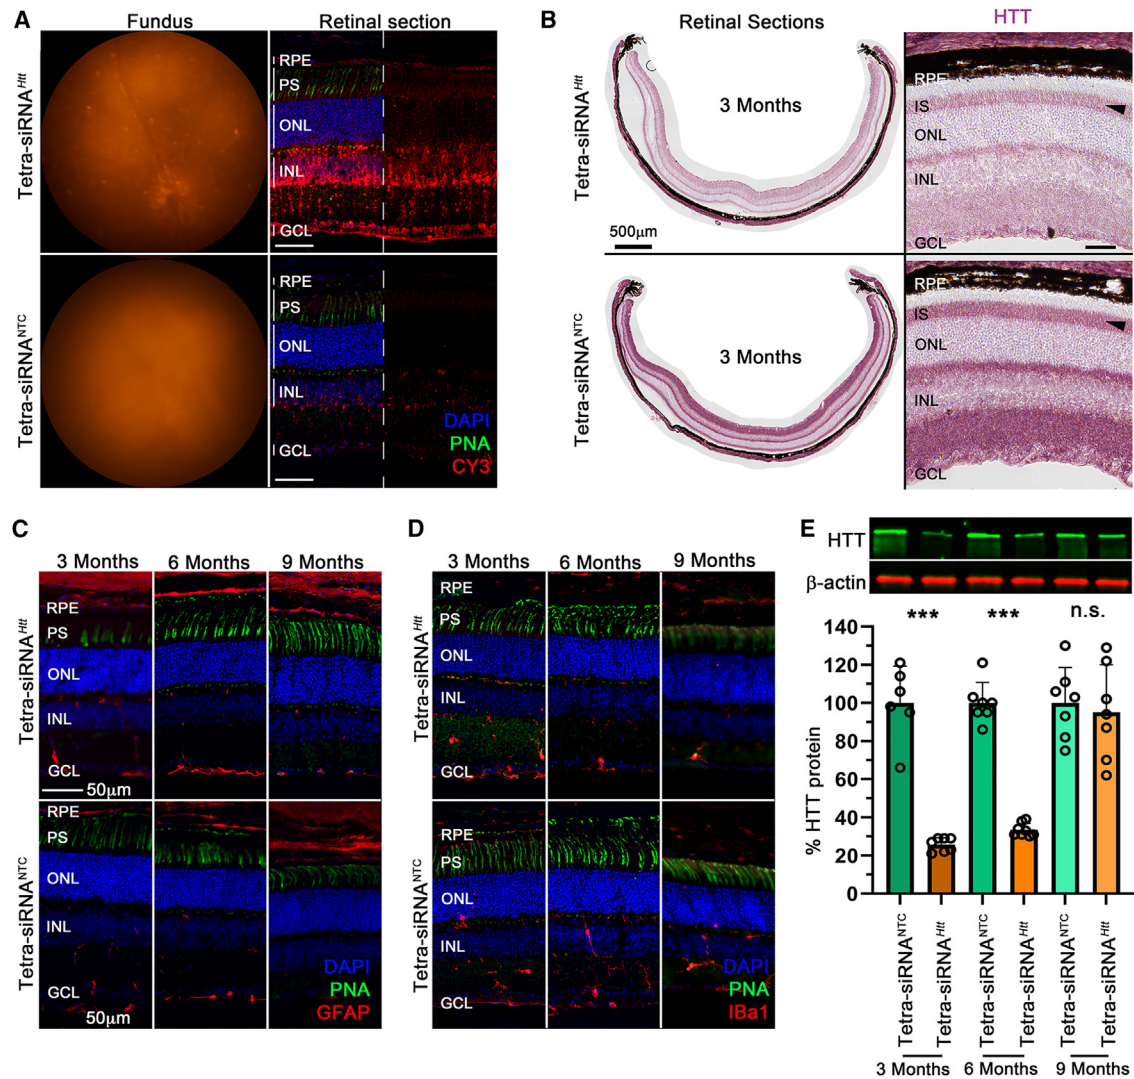 A
Fundus
Retinal section
Tetra-siRNA^Htt
RPE
PS
ONL
INL
GCL
Tetra-siRNA^NTC
RPE
PS
ONL
INL
GCL
DAPI
PNA
CY3
B
Retinal Sections
HTT
Tetra-siRNA^Htt
3 Months
500µm
RPE
IS
ONL
INL
GCL
Tetra-siRNA^NTC
3 Months
RPE
IS
ONL
INL
GCL
C
3 Months 6 Months 9 Months
Tetra-siRNA^Htt
RPE
PS
ONL
INL
GCL
50µm
Tetra-siRNA^NTC
RPE
PS
ONL
INL
GCL
50µm
DAPI
PNA
GFAP
D
3 Months 6 Months 9 Months
Tetra-siRNA^Htt
RPE
PS
ONL
INL
GCL
Tetra-siRNA^NTC
RPE
PS
ONL
INL
GCL
DAPI
PNA
IBa1
E
HTT
β-actin
*** *** n.s.
% HTT protein
140
120
100
80
60
40
20
0
Tetra-siRNA^NTC
Tetra-siRNA^Htt
Tetra-siRNA^NTC
Tetra-siRNA^Htt
Tetra-siRNA^NTC
Tetra-siRNA^Htt
3 Months 6 Months 9 Months